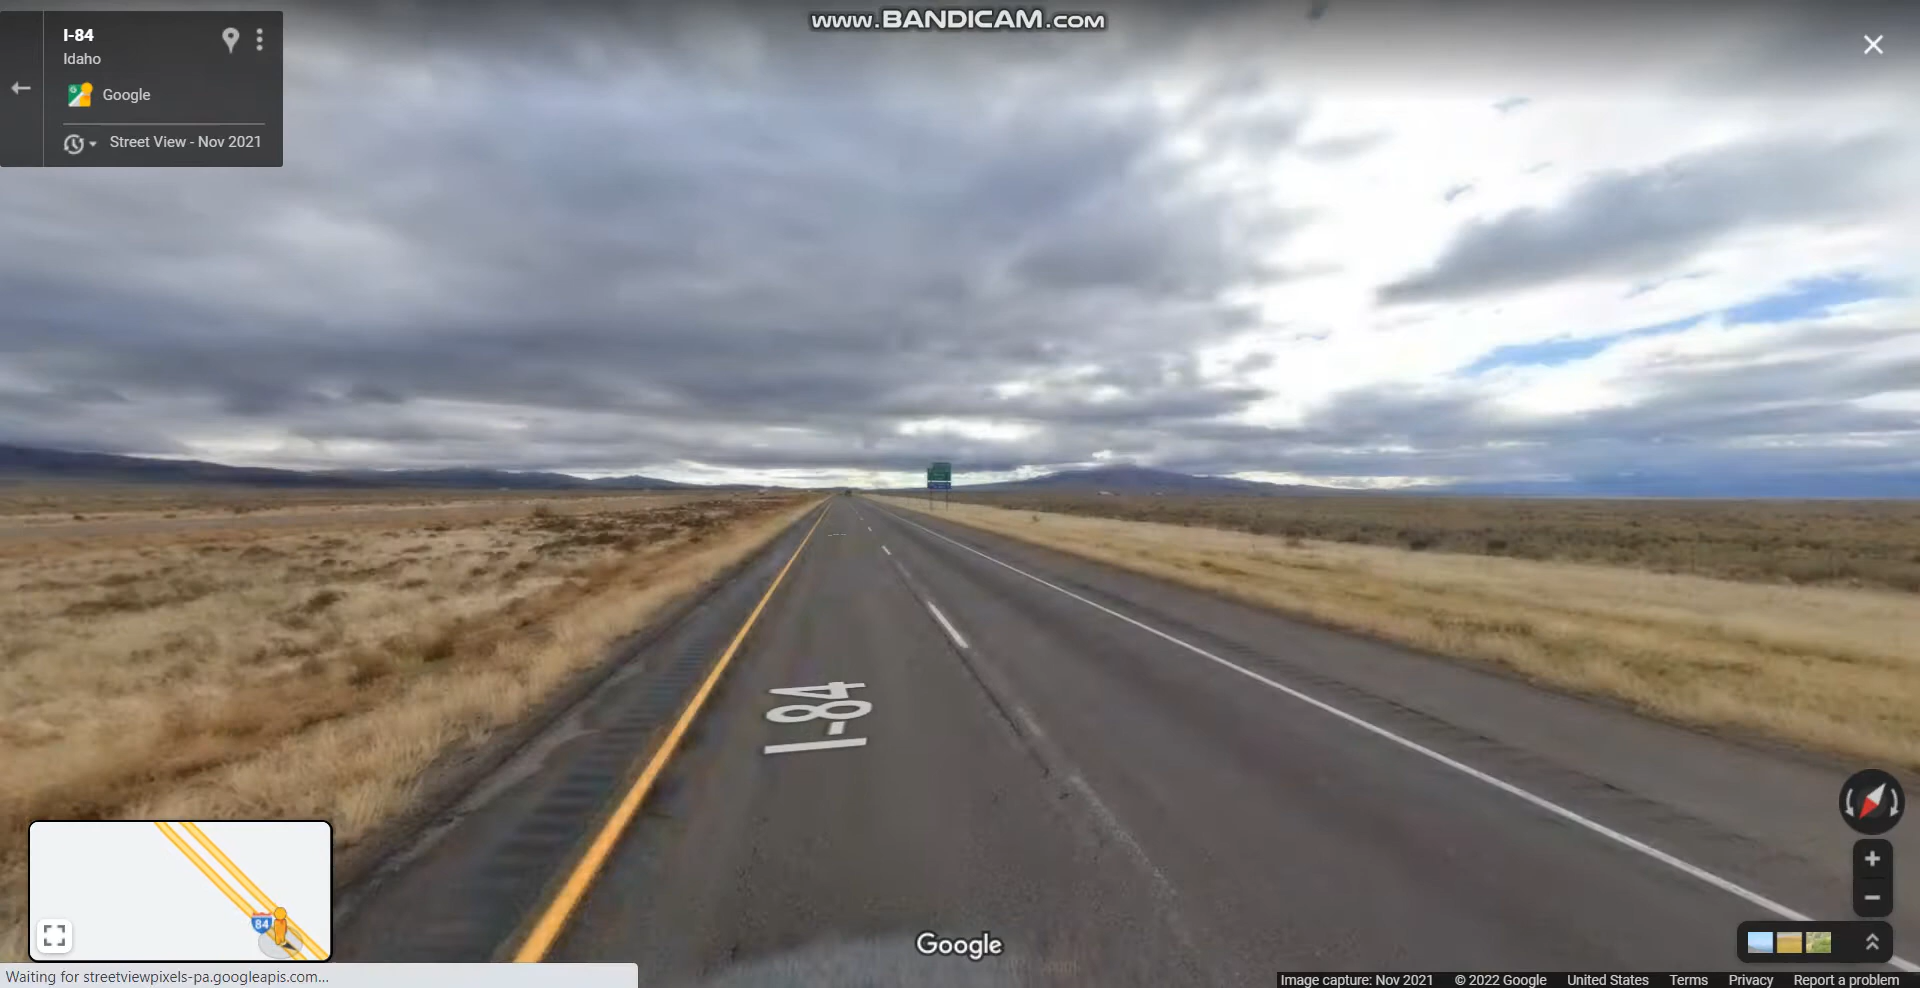 www.BANDICAM.com
I-84
Idaho
Google
Street View - Nov 2021
I-84
84
Google
Waiting for streetviewpixels-pa.googleapis.com...
Image capture: Nov 2021 © 2022 Google United States Terms Privacy Report a problem